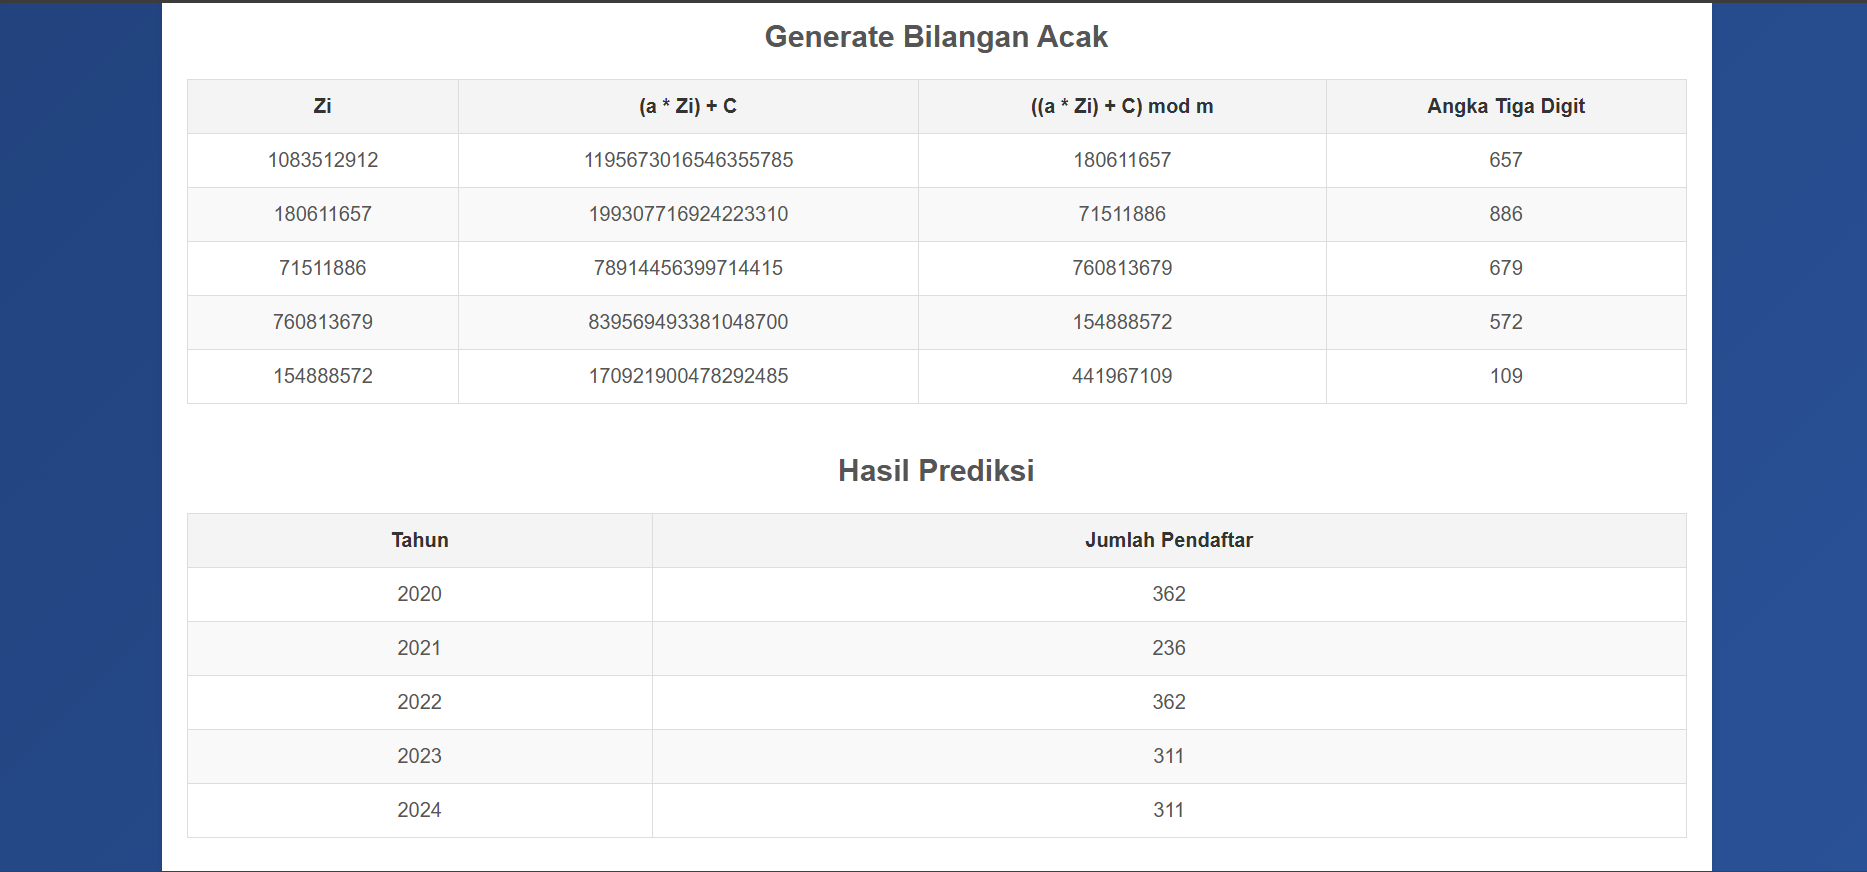 Generate Bilangan Acak
Zi (a * Zi) + C ((a * Zi) + C) mod m Angka Tiga Digit
1083512912 1195673016546355785 180611657 657
180611657 199307716924223310 71511886 886
71511886 78914456399714415 760813679 679
760813679 839569493381048700 154888572 572
154888572 170921900478292485 441967109 109
Hasil Prediksi
Tahun Jumlah Pendaftar
2020 362
2021 236
2022 362
2023 311
2024 311